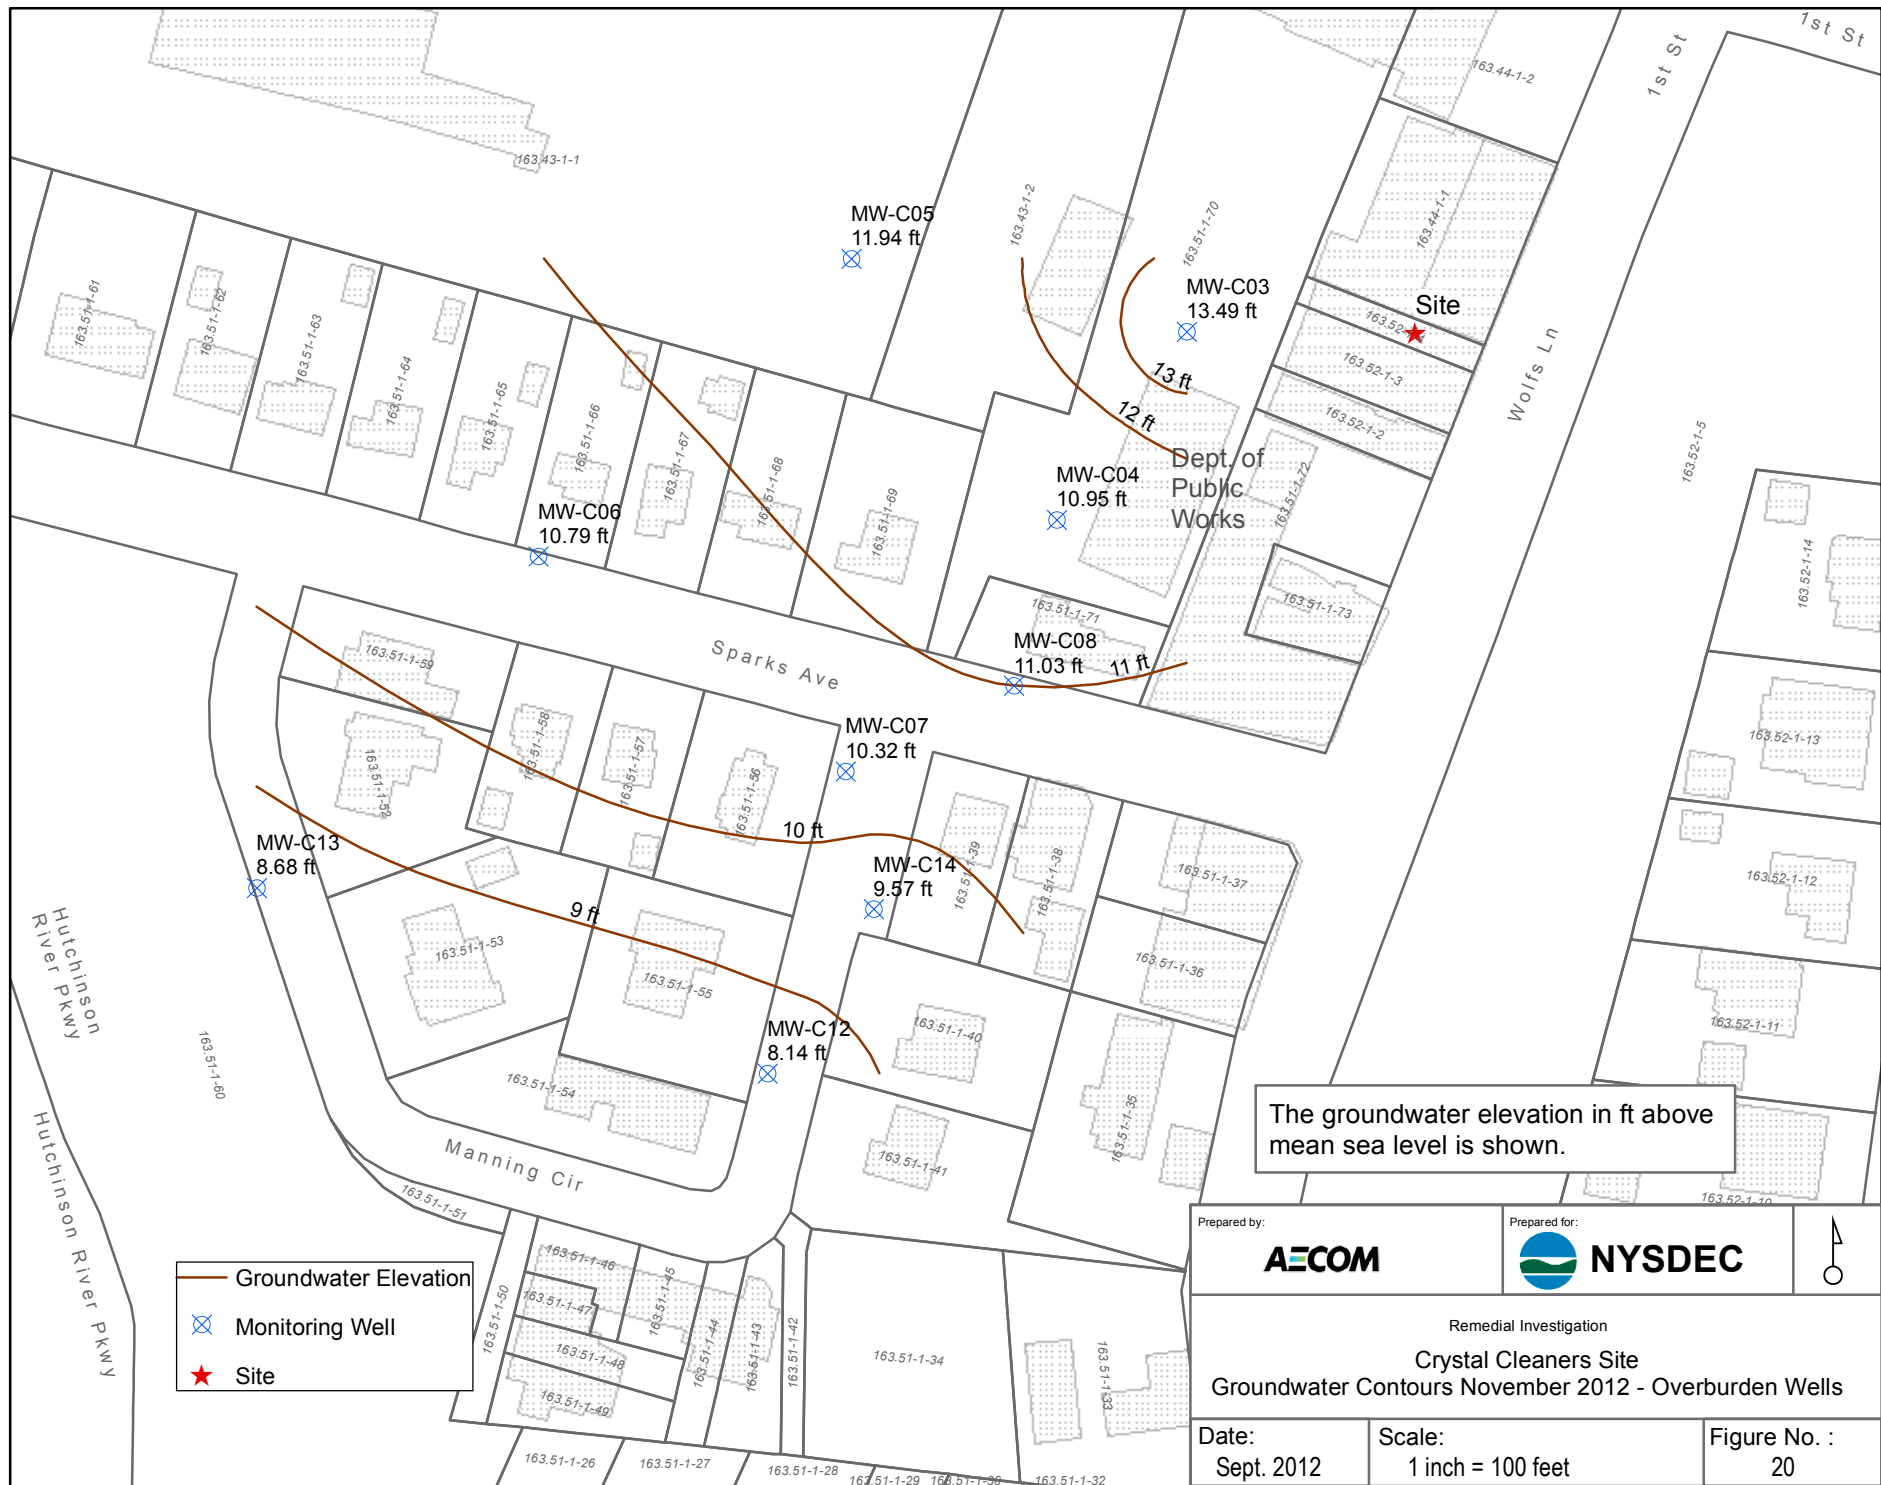 1st St
1st St
163.44-1-2
163.43-1-1
163.43-1-2
163.51-1-70
163.44-1-1
MW-C05
11.94 ft
MW-C03
13.49 ft
Site
163.52-1-3
163.52-1-2
Wolfs Ln
163.52-1-5
163.51-1-61
163.51-1-62
163.51-1-63
163.51-1-64
163.51-1-65
163.51-1-66
163.51-1-67
163.51-1-68
163.51-1-69
13 ft
12 ft
Dept. of
Public
Works
163.51-1-72
MW-C04
10.95 ft
MW-C06
10.79 ft
163.52-1-14
163.51-1-73
163.51-1-71
MW-C08
11.03 ft
11 ft
Sparks Ave
163.51-1-59
163.51-1-58
163.51-1-57
163.51-1-56
163.51-1-52
MW-C07
10.32 ft
163.52-1-13
10 ft
MW-C13
8.68 ft
MW-C14
9.57 ft
163.51-1-39
163.51-1-38
163.51-1-37
163.52-1-12
9 ft
163.51-1-53
163.51-1-55
163.51-1-36
Hutchinson
River Pkwy
163.51-1-60
MW-C12
8.14 ft
163.51-1-40
163.52-1-11
163.51-1-54
163.51-1-35
The groundwater elevation in ft above
mean sea level is shown.
Hutchinson River Pkwy
Manning Cir
163.51-1-41
163.52-1-10
163.51-1-51
163.51-1-50
163.51-1-46
163.51-1-47
163.51-1-45
163.51-1-48
163.51-1-49
163.51-1-44
163.51-1-43
163.51-1-42
163.51-1-34
163.51-1-33
163.51-1-26
163.51-1-27
163.51-1-28
163.51-1-29
163.51-1-30
163.51-1-32
Groundwater Elevation
Monitoring Well
Site
Prepared by:
AECOM
Prepared for:
NYSDEC
Remedial Investigation
Crystal Cleaners Site
Groundwater Contours November 2012 - Overburden Wells
Date:
Sept. 2012
Scale:
1 inch = 100 feet
Figure No. :
20